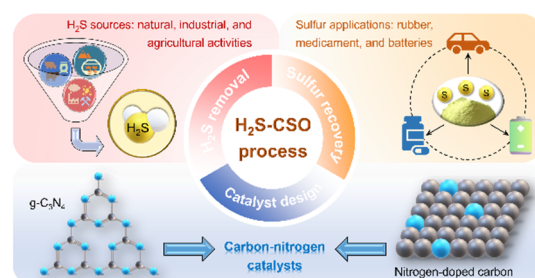 H₂S sources: natural, industrial, and
agricultural activities
Sulfur applications: rubber,
medicament, and batteries
H₂S
H₂S removal
Sulfur recovery
H₂S-CSO
process
Catalyst design
S
S
S
g-C₃N₄
Carbon-nitrogen
catalysts
Nitrogen-doped carbon